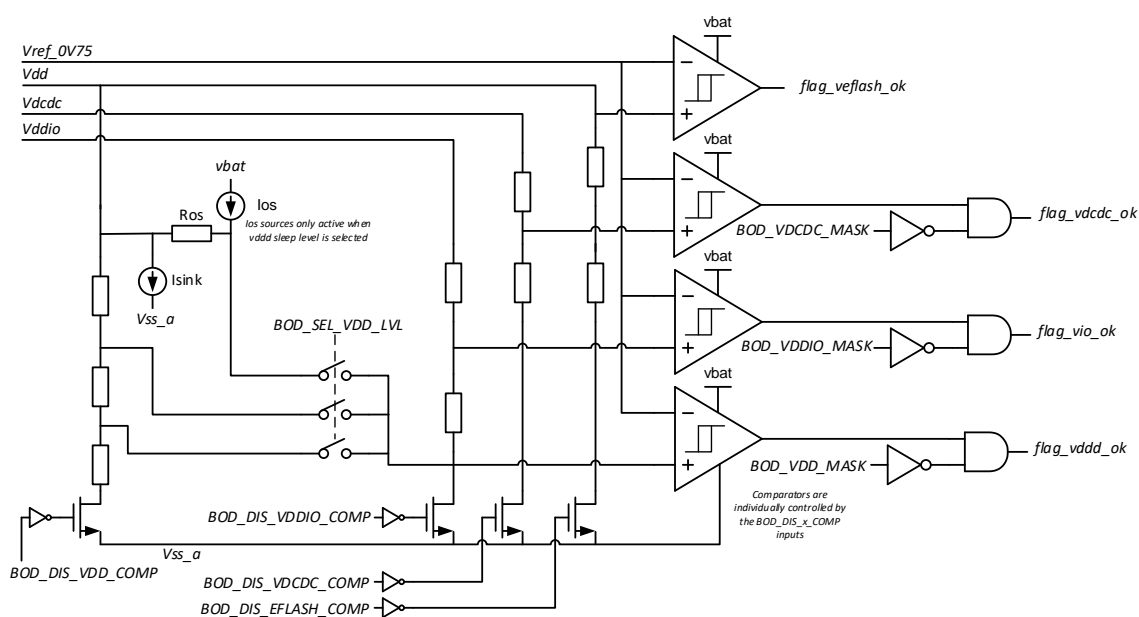 vbat
Vref_0V75
Vdd
Vdcdc
Vddio
flag_veflash_ok
vbat
vbat
Ios
Ros
Ios sources only active when
vddd sleep level is selected
BOD_VDCDC_MASK
flag_vdcdc_ok
Isink
Vss_a
vbat
BOD_SEL_VDD_LVL
BOD_VDDIO_MASK
flag_vio_ok
vbat
BOD_VDD_MASK
flag_vddd_ok
Comparators are
individually controlled by
the BOD_DIS_x_COMP
inputs
BOD_DIS_VDDIO_COMP
Vss_a
BOD_DIS_VDD_COMP
BOD_DIS_VDCDC_COMP
BOD_DIS_EFLASH_COMP